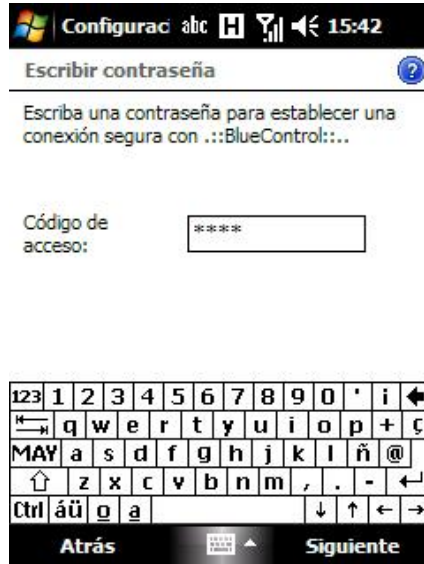 Configurac abc H 15:42
Escribir contraseña ?
Escriba una contraseña para establecer una
conexión segura con .::BlueControl::..
Código de
acceso:
****
123 1 2 3 4 5 6 7 8 9 0 ' i
q w e r t y u i o p + ç
MAY a s d f g h j k l ñ @
z x c v b n m , . -
Ctrl áü o a ↓ ↑ ← →
Atrás Siguiente